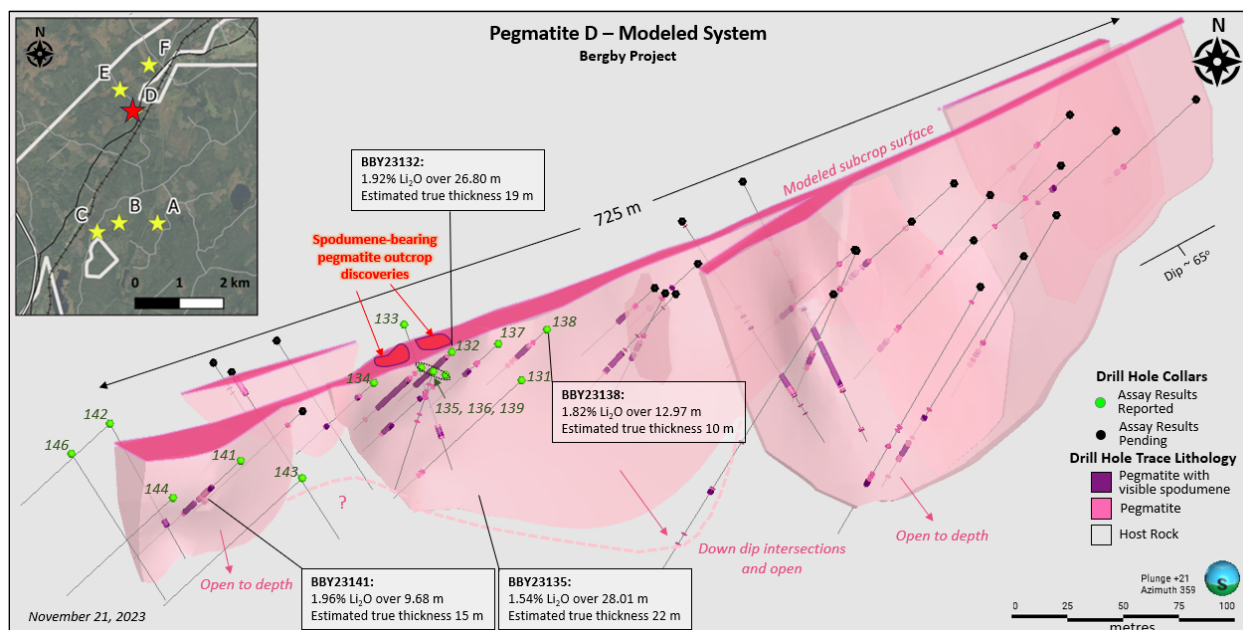 Pegmatite D – Modeled System
Bergby Project
N
N
F
E
D
C
B
A
0 1 2 km
725 m
Modeled subcrop surface
Dip ~ 65°
BBY23132:
1.92% Li₂O over 26.80 m
Estimated true thickness 19 m
Spodumene-bearing
pegmatite outcrop
discoveries
133
132
137
138
134
131
135, 136, 139
142
146
141
143
144
BBY23138:
1.82% Li₂O over 12.97 m
Estimated true thickness 10 m
?
Open to depth
Down dip intersections
and open
Open to depth
BBY23141:
1.96% Li₂O over 9.68 m
Estimated true thickness 15 m
BBY23135:
1.54% Li₂O over 28.01 m
Estimated true thickness 22 m
Drill Hole Collars
Assay Results
Reported
Assay Results
Pending
Drill Hole Trace Lithology
Pegmatite with
visible spodumene
Pegmatite
Host Rock
Plunge +21
Azimuth 359
S
0 25 50 75 100
metres
November 21, 2023